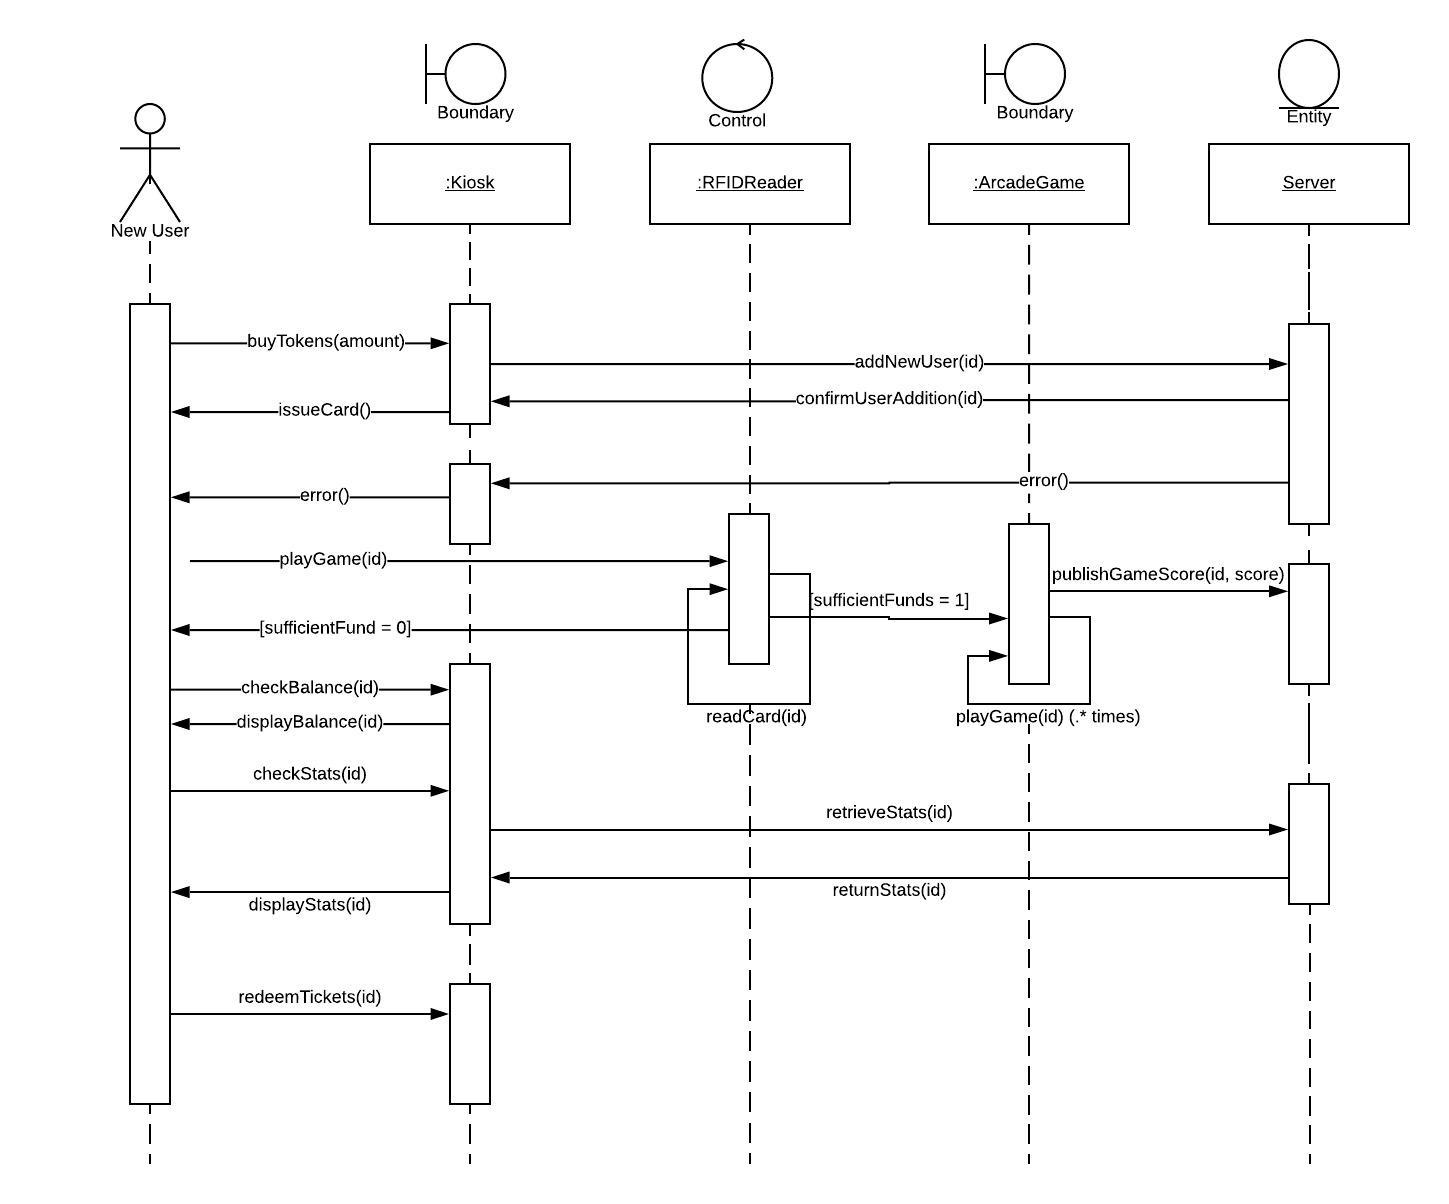 Boundary
Control
Boundary
Entity
New User
:Kiosk
:RFIDReader
:ArcadeGame
Server
buyTokens(amount)
addNewUser(id)
confirmUserAddition(id)
issueCard()
error()
error()
playGame(id)
publishGameScore(id, score)
[sufficientFunds = 1]
[sufficientFund = 0]
checkBalance(id)
readCard(id)
playGame(id) (.* times)
displayBalance(id)
checkStats(id)
retrieveStats(id)
returnStats(id)
displayStats(id)
redeemTickets(id)